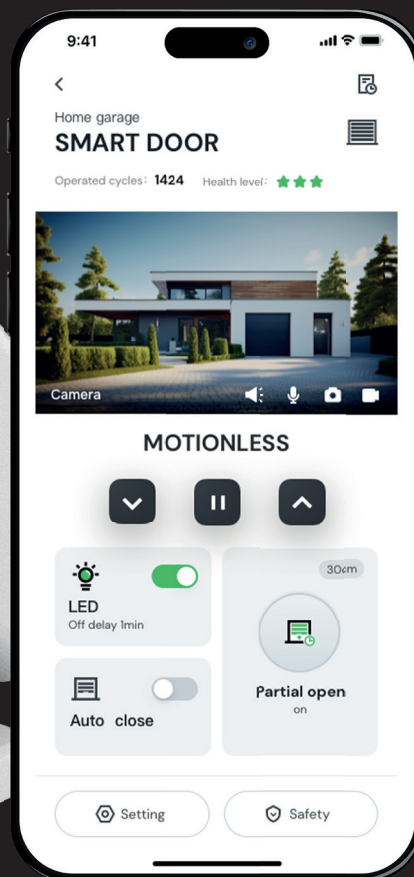 9:41
Home garage
SMART DOOR
Operated cycles: 1424 Health level:
Camera
MOTIONLESS
30cm
LED
Off delay 1min
Partial open
on
Auto close
Setting
Safety